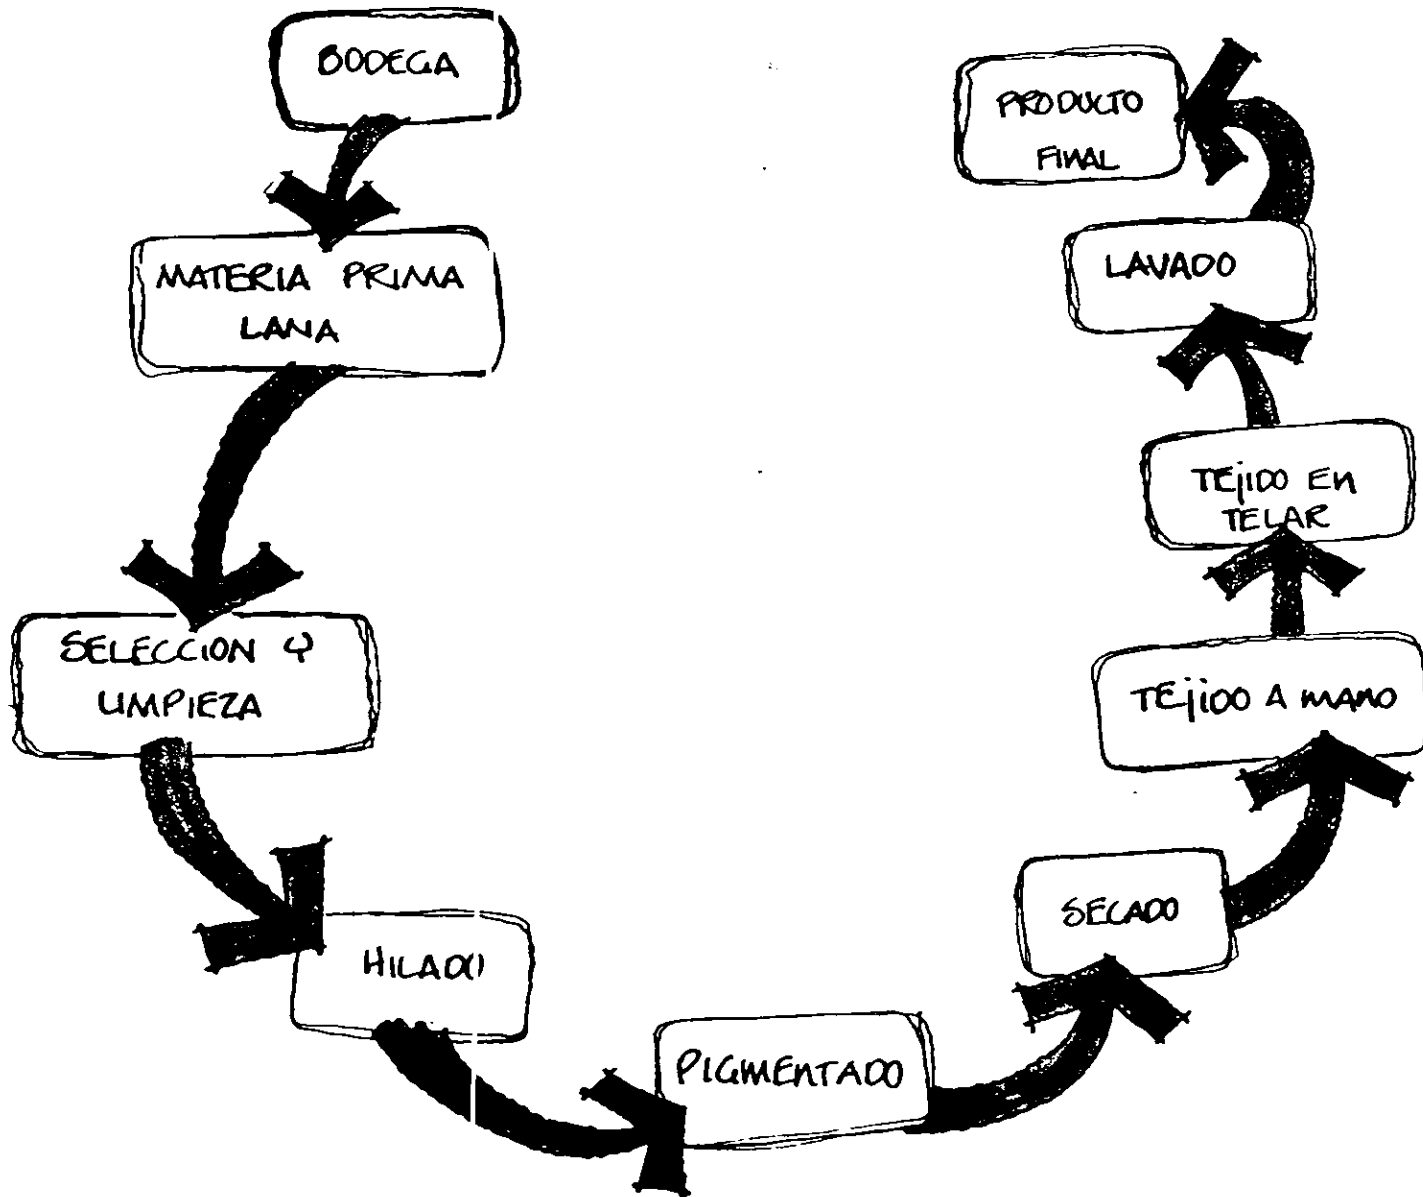 BODEGA
MATERIA PRIMA
LANA
SELECCION Y
LIMPIEZA
HILADO
PIGMENTADO
SECADO
TEJIDO A MANO
TEJIDO EN
TELAR
LAVADO
PRODUCTO
FINAL